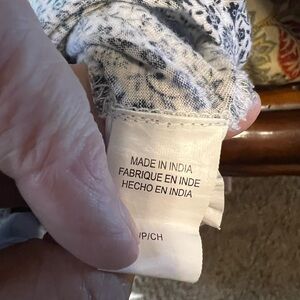 MADE IN INDIA
FABRIQUE EN INDE
HECHO EN INDIA
/P/CH